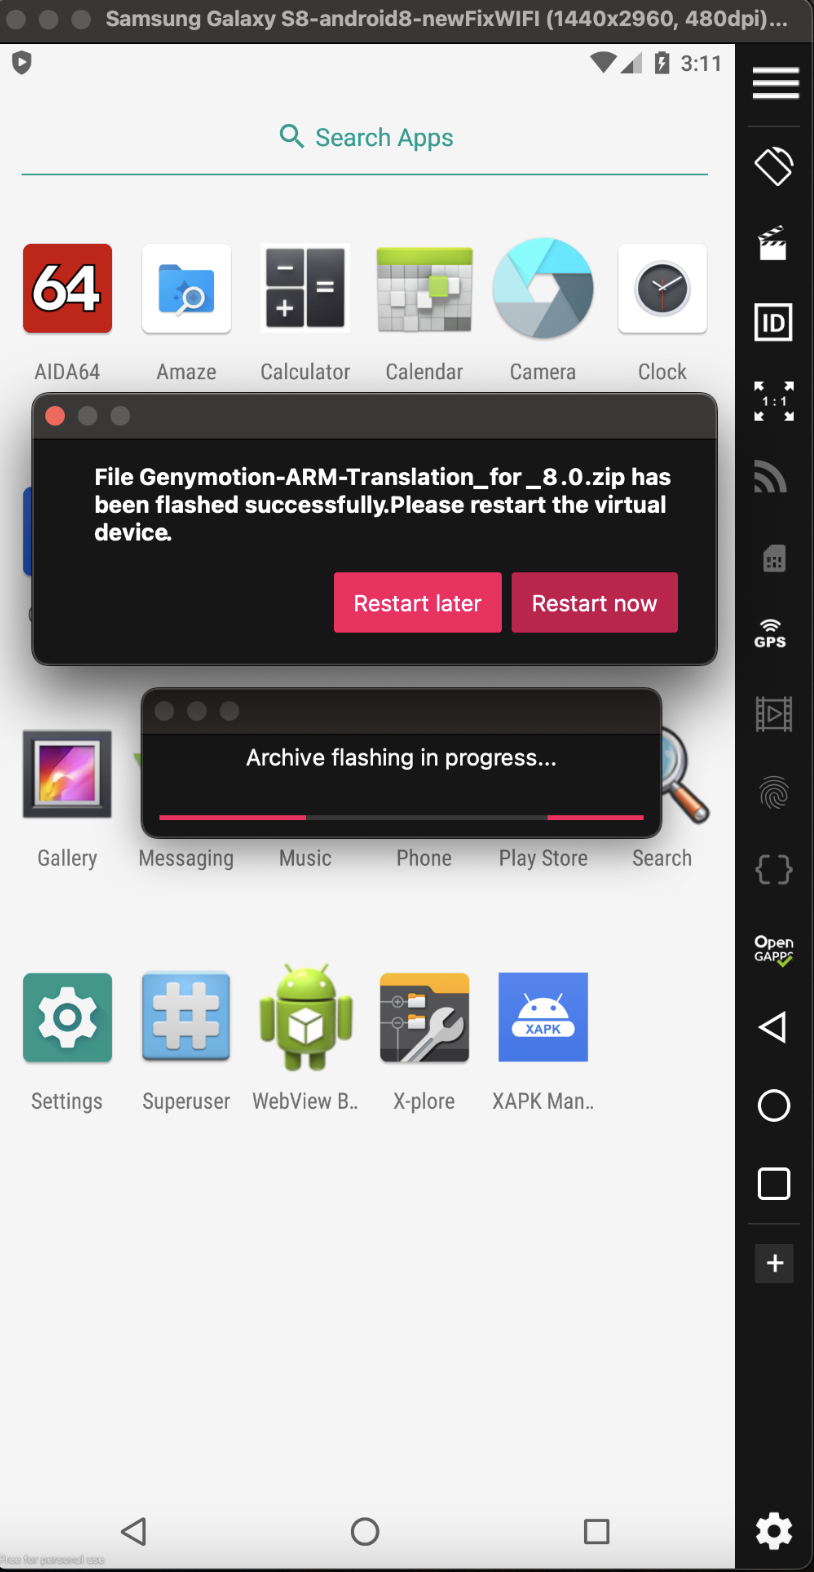 Samsung Galaxy S8-android8-newFixWIFI (1440x2960, 480dpi)...
3:11
Search Apps
64
AIDA64 Amaze Calculator Calendar Camera Clock
ID
1:1
File Genymotion-ARM-Translation_for_8.0.zip has
been flashed successfully.Please restart the virtual
device.
Restart later Restart now
GPS
Archive flashing in progress...
Gallery Messaging Music Phone Play Store Search
Open
GAPPS
XAPK
Settings Superuser WebView B.. X-plore XAPK Man..
Free for personal use